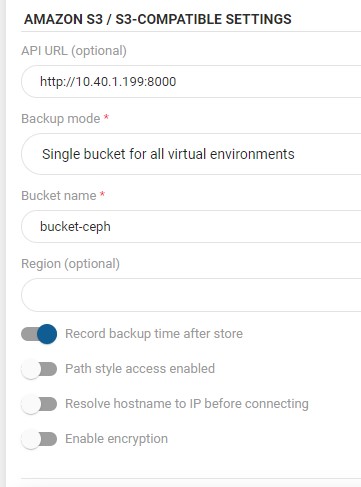 AMAZON S3 / S3-COMPATIBLE SETTINGS
API URL (optional)
http://10.40.1.199:8000
Backup mode *
Single bucket for all virtual environments
Bucket name *
bucket-ceph
Region (optional)
Record backup time after store
Path style access enabled
Resolve hostname to IP before connecting
Enable encryption